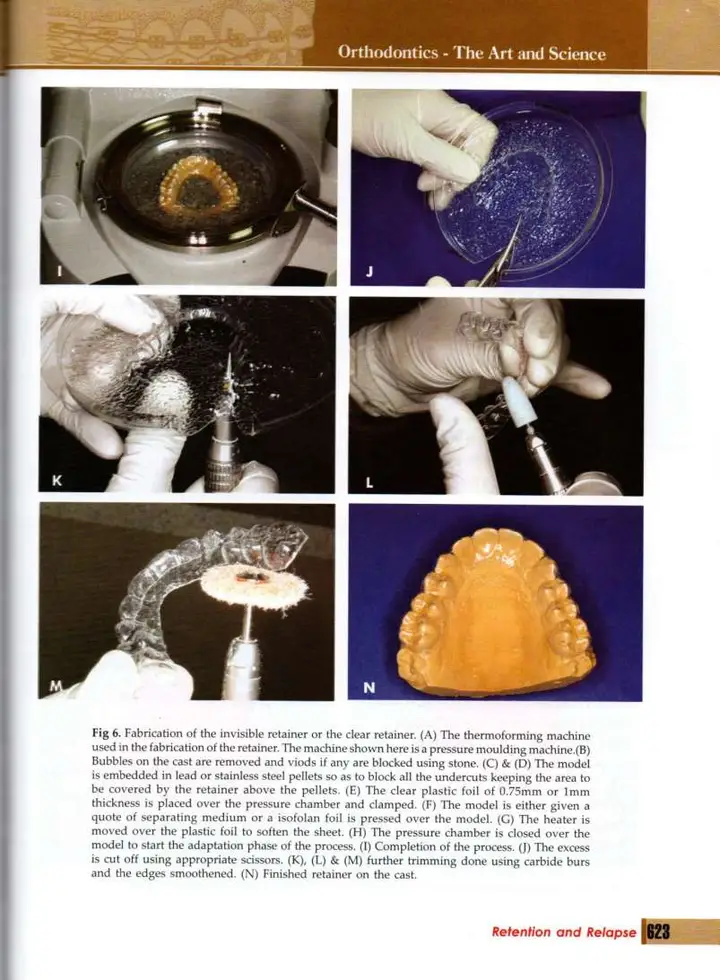 Orthodontics - The Art and Science
I
J
K
L
M
N
Fig 6. Fabrication of the invisible retainer or the clear retainer. (A) The thermoforming machine
used in the fabrication of the retainer. The machine shown here is a pressure moulding machine.(B)
Bubbles on the cast are removed and viods if any are blocked using stone. (C) & (D) The model
is embedded in lead or stainless steel pellets so as to block all the undercuts keeping the area to
be covered by the retainer above the pellets. (E) The clear plastic foil of 0.75mm or 1mm
thickness is placed over the pressure chamber and clamped. (F) The model is either given a
quote of separating medium or a isofolan foil is pressed over the model. (G) The heater is
moved over the plastic foil to soften the sheet. (H) The pressure chamber is closed over the
model to start the adaptation phase of the process. (I) Completion of the process. (J) The excess
is cut off using appropriate scissors. (K), (L) & (M) further trimming done using carbide burs
and the edges smoothened. (N) Finished retainer on the cast.
Retention and Relapse 623